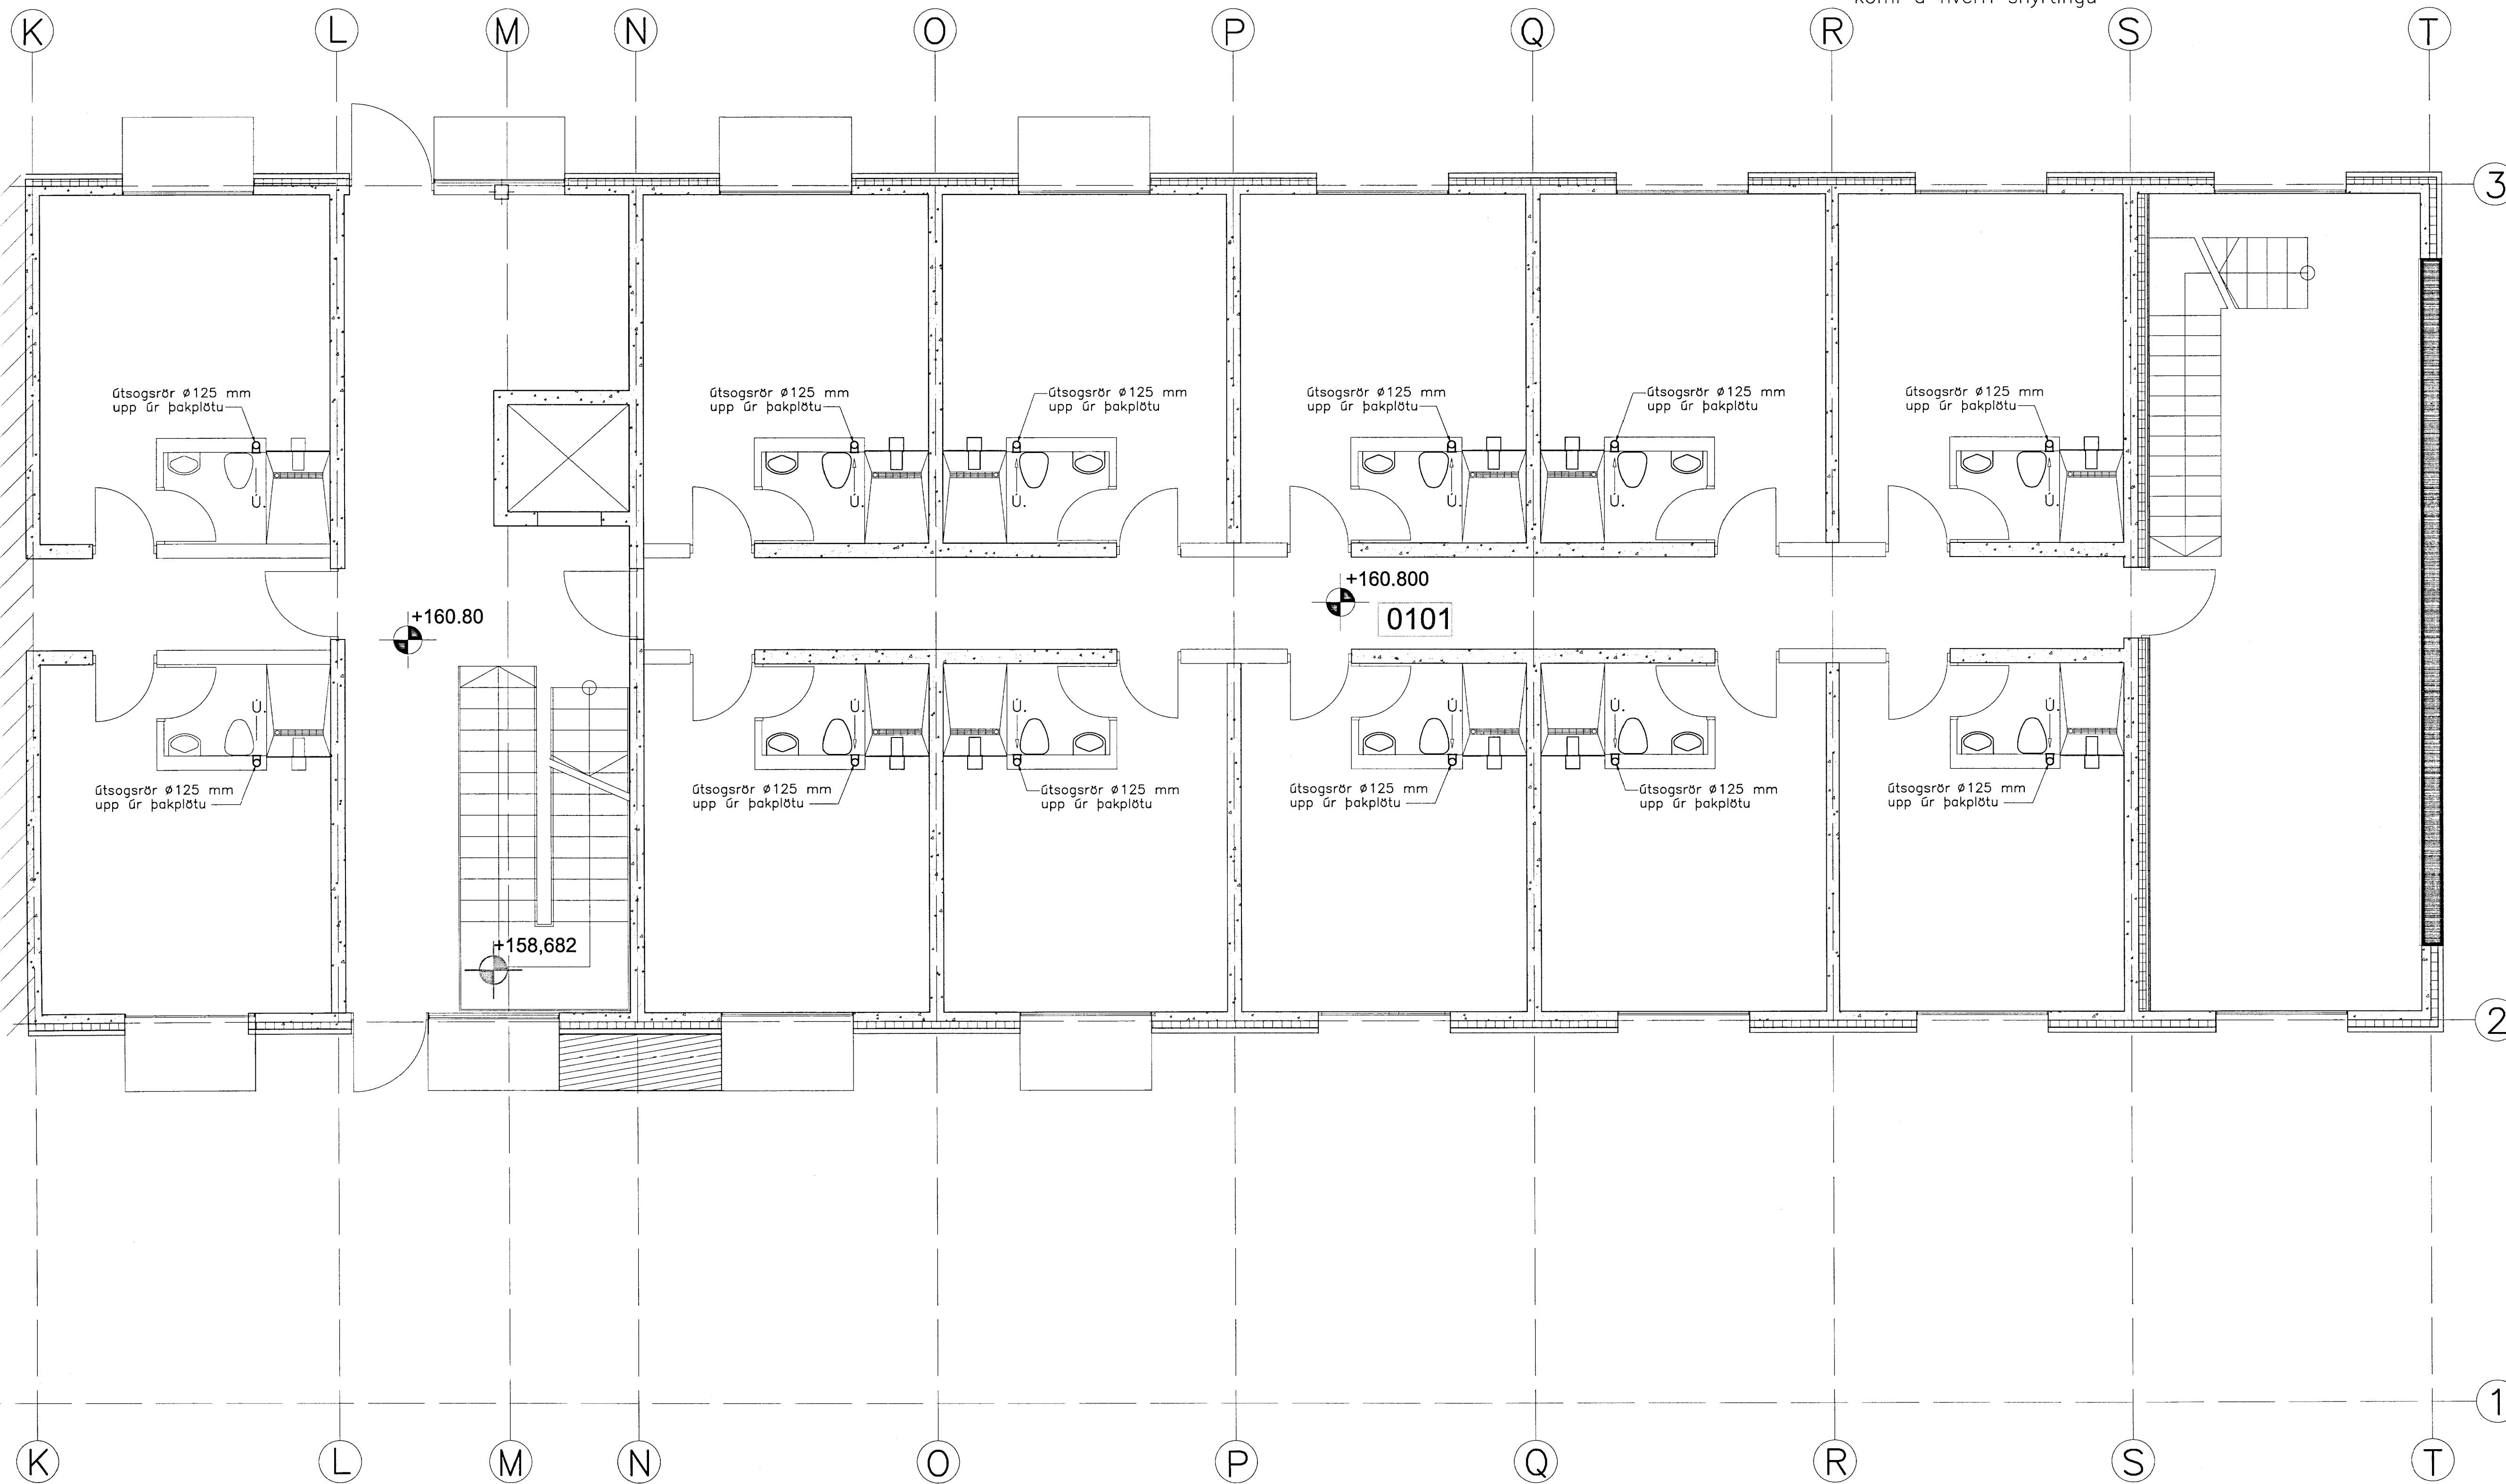 komi á hverri snyrtingu
K L M N O P Q R S T
3
útsogsrör ø125 mm
upp úr þakplötu
útsogsrör ø125 mm
upp úr þakplötu
útsogsrör ø125 mm
upp úr þakplötu
útsogsrör ø125 mm
upp úr þakplötu
útsogsrör ø125 mm
upp úr þakplötu
útsogsrör ø125 mm
upp úr þakplötu
Ú. Ú. Ú. Ú. Ú. Ú.
+160.800
0101
+160.80
Ú. Ú. Ú. Ú. Ú. Ú.
útsogsrör ø125 mm
upp úr þakplötu
útsogsrör ø125 mm
upp úr þakplötu
útsogsrör ø125 mm
upp úr þakplötu
útsogsrör ø125 mm
upp úr þakplötu
útsogsrör ø125 mm
upp úr þakplötu
útsogsrör ø125 mm
upp úr þakplötu
+158,682
2
1
K L M N O P Q R S T